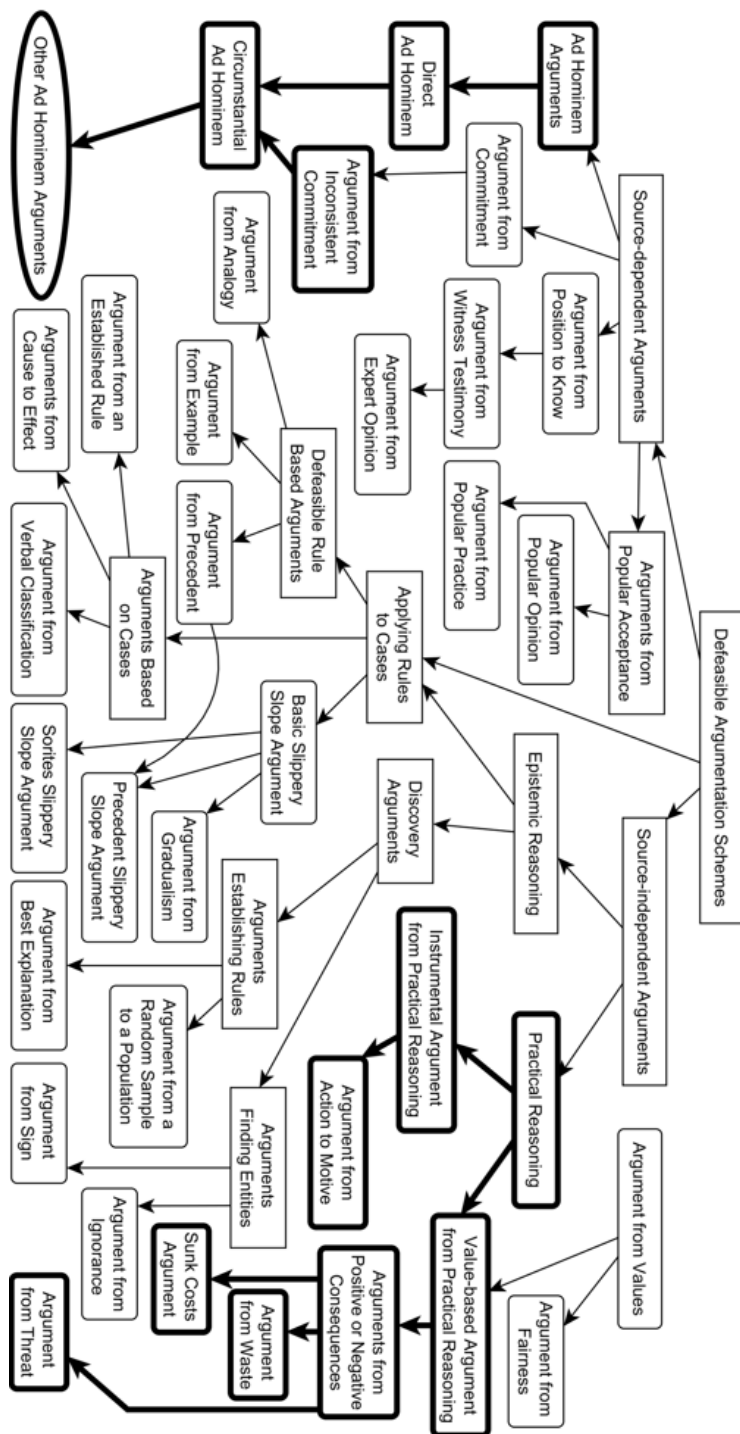 Defeasible Argumentation Schemes
Source-dependent Arguments
Source-independent Arguments
Argument from Values
Ad Hominem
Arguments
Argument from
Position to Know
Arguments from
Popular Acceptance
Epistemic Reasoning
Practical Reasoning
Argument from
Fairness
Direct
Ad Hominem
Argument from
Commitment
Argument from
Witness Testimony
Argument from
Popular Opinion
Argument from
Popular Practice
Discovery
Arguments
Instrumental Argument
from Practical Reasoning
Value-based Argument
from Practical Reasoning
Argument from
Expert Opinion
Applying Rules
to Cases
Argument from
Inconsistent
Commitment
Argument from
Action to Motive
Arguments from
Positive or Negative
Consequences
Circumstantial
Ad Hominem
Argument
from Analogy
Defeasible Rule
Based Arguments
Basic Slippery
Slope Argument
Arguments
Establishing Rules
Arguments
Finding Entities
Argument
from Waste
Argument
from Example
Argument
from Precedent
Argument from
Gradualism
Sunk Costs
Argument
Argument from an
Established Rule
Arguments Based
on Cases
Precedent Slippery
Slope Argument
Argument from a
Random Sample
to a Population
Argument from
Ignorance
Other Ad Hominem Arguments
Arguments from
Cause to Effect
Argument from
Verbal Classification
Sorites Slippery
Slope Argument
Argument from
Best Explanation
Argument
from Sign
Argument
from Threat